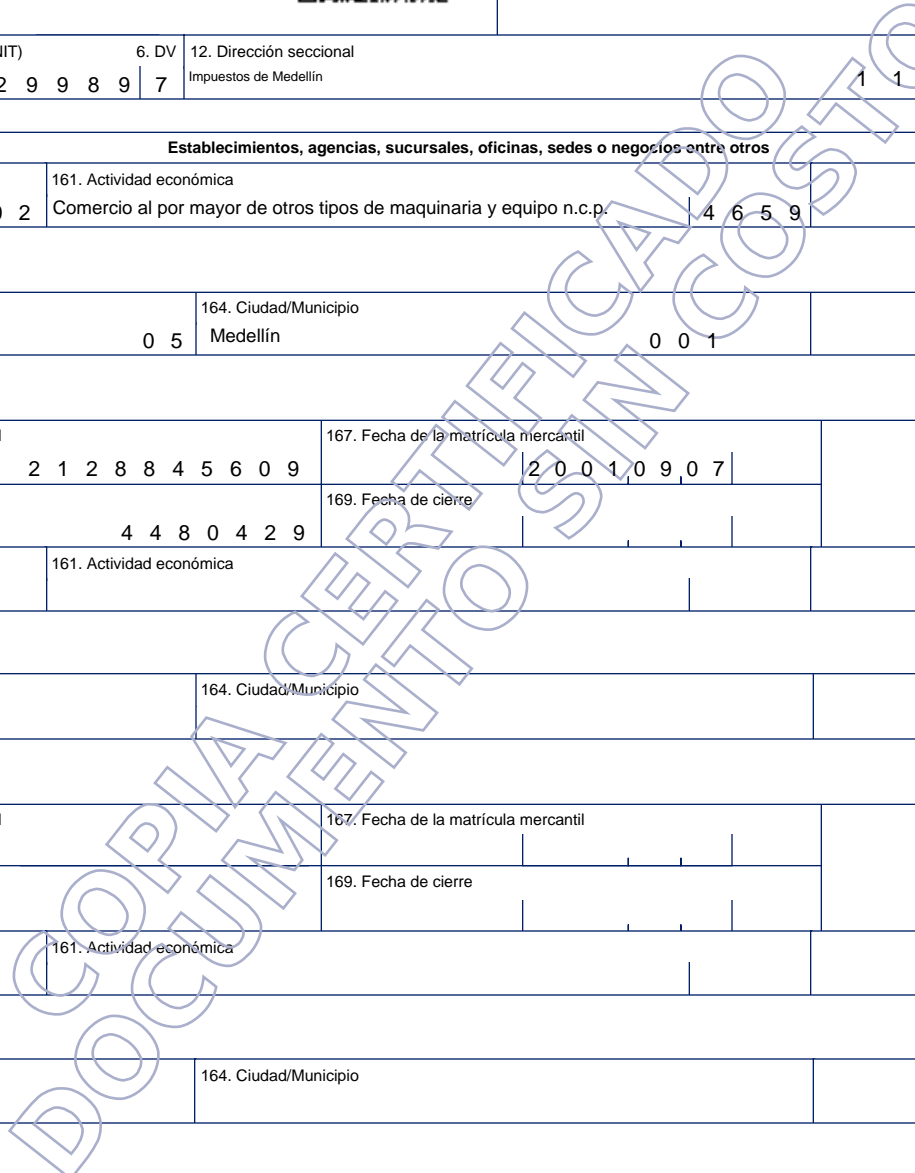 NIT) 6. DV 12. Dirección seccional
2 9 9 8 9 7 Impuestos de Medellín 1 1
Establecimientos, agencias, sucursales, oficinas, sedes o negocios entre otros
161. Actividad económica
0 2 Comercio al por mayor de otros tipos de maquinaria y equipo n.c.p. 4 6 5 9
164. Ciudad/Municipio
0 5 Medellín 0 0 1
167. Fecha de la matrícula mercantil
2 1 2 8 8 4 5 6 0 9 2 0 0 1 0 9 0 7
169. Fecha de cierre
4 4 8 0 4 2 9
161. Actividad económica
164. Ciudad/Municipio
167. Fecha de la matrícula mercantil
169. Fecha de cierre
161. Actividad económica
164. Ciudad/Municipio
COPIA CERTIFICADO
DOCUMENTO SIN COSTO